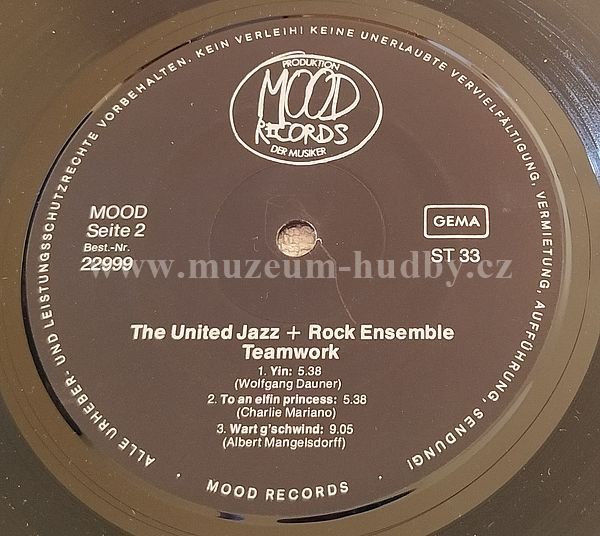 ALLE URHEBER- UND LEISTUNGSSCHUTZRECHTE VORBEHALTEN. KEIN VERLEIH! KEINE UNERLAUBTE VERVIELFÄLTIGUNG, VERMIETUNG, AUFFÜHRUNG, SENDUNG!
PRODUKTION
MOOD
RECORDS
DER MUSIKER
MOOD
Seite 2
Best.-Nr.
22999
GEMA
ST 33
www.muzeum-hudby.cz
The United Jazz + Rock Ensemble
Teamwork
1. Yin: 5.38
(Wolfgang Dauner)
2. To an elfin princess: 5.38
(Charlie Mariano)
3. Wart g'schwind: 9.05
(Albert Mangelsdorff)
· MOOD RECORDS ·